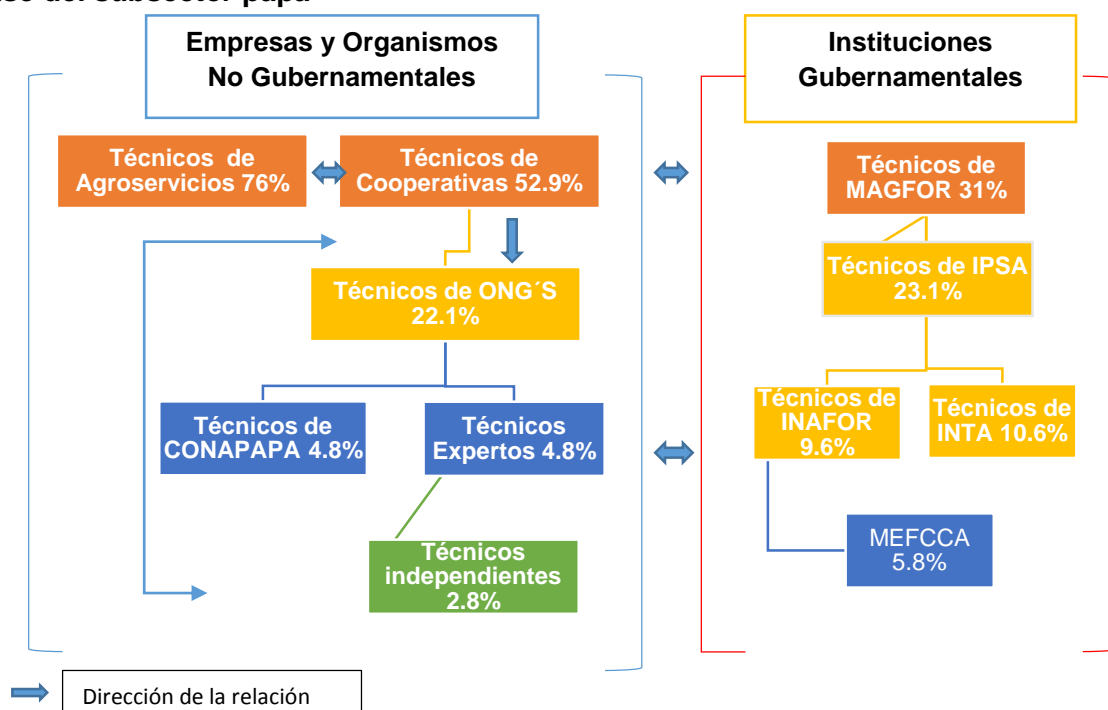 del subsector papa
Empresas y Organismos
No Gubernamentales
Instituciones
Gubernamentales
Técnicos de
Agroservicios 76%
Técnicos de
Cooperativas 52.9%
Técnicos de
MAGFOR 31%
Técnicos de ONG´S
22.1%
Técnicos de IPSA
23.1%
Técnicos de
CONAPAPA 4.8%
Técnicos
Expertos 4.8%
Técnicos de
INAFOR
9.6%
Técnicos de
INTA 10.6%
Técnicos
independientes
2.8%
MEFCCA
5.8%
Dirección de la relación